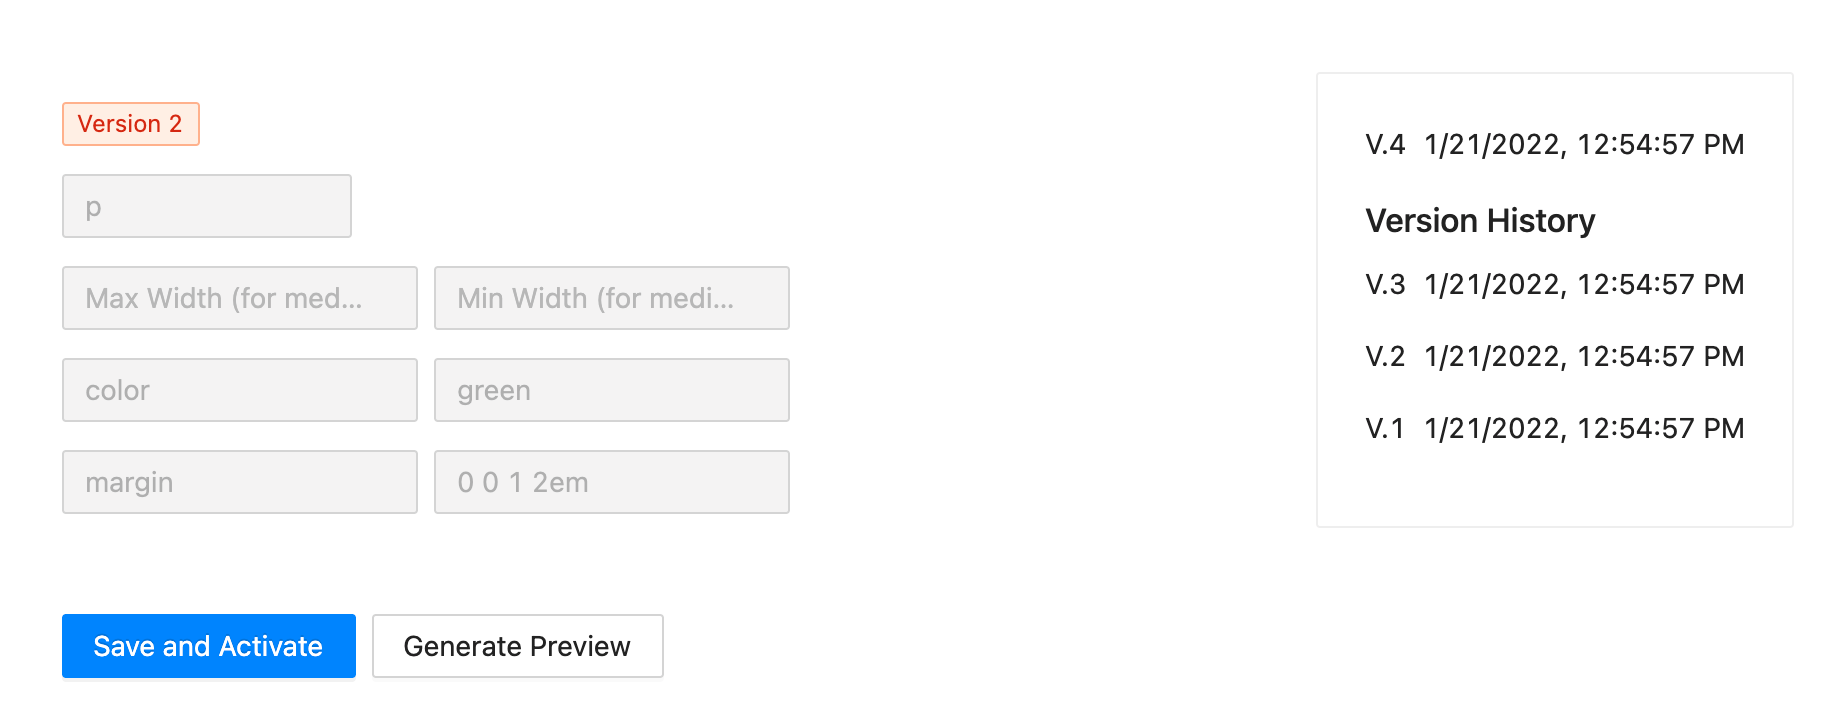 Version 2
p
Max Width (for med...
Min Width (for medi...
color
green
margin
0 0 1 2em
Save and Activate
Generate Preview
V.4 1/21/2022, 12:54:57 PM
Version History
V.3 1/21/2022, 12:54:57 PM
V.2 1/21/2022, 12:54:57 PM
V.1 1/21/2022, 12:54:57 PM